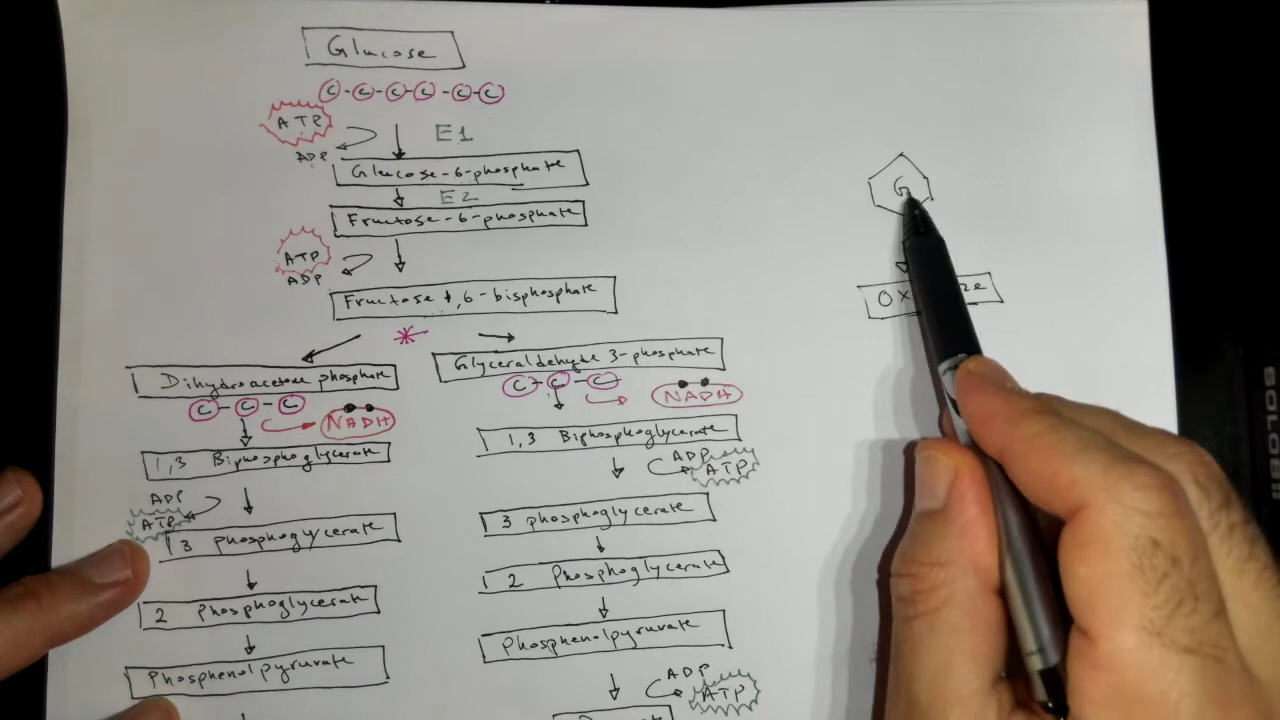 Glucose
C-C-C-C-C-C
ATP
ADP
E1
Glucose-6-phosphate
E2
Fructose-6-phosphate
ATP
ADP
Fructose 1,6-bisphosphate
Dihydroacetone phosphate
C-C-C
NADH
1,3 Biphosphoglycerate
ADP
ATP
3 phosphoglycerate
2 Phosphoglycerate
Phosphenolpyruvate
Glyceraldehyde 3-phosphate
C-C-C
NADH
1,3 Biphosphoglycerate
ADP
ATP
3 phosphoglycerate
2 Phosphoglycerate
Phosphenolpyruvate
ADP
ATP
G